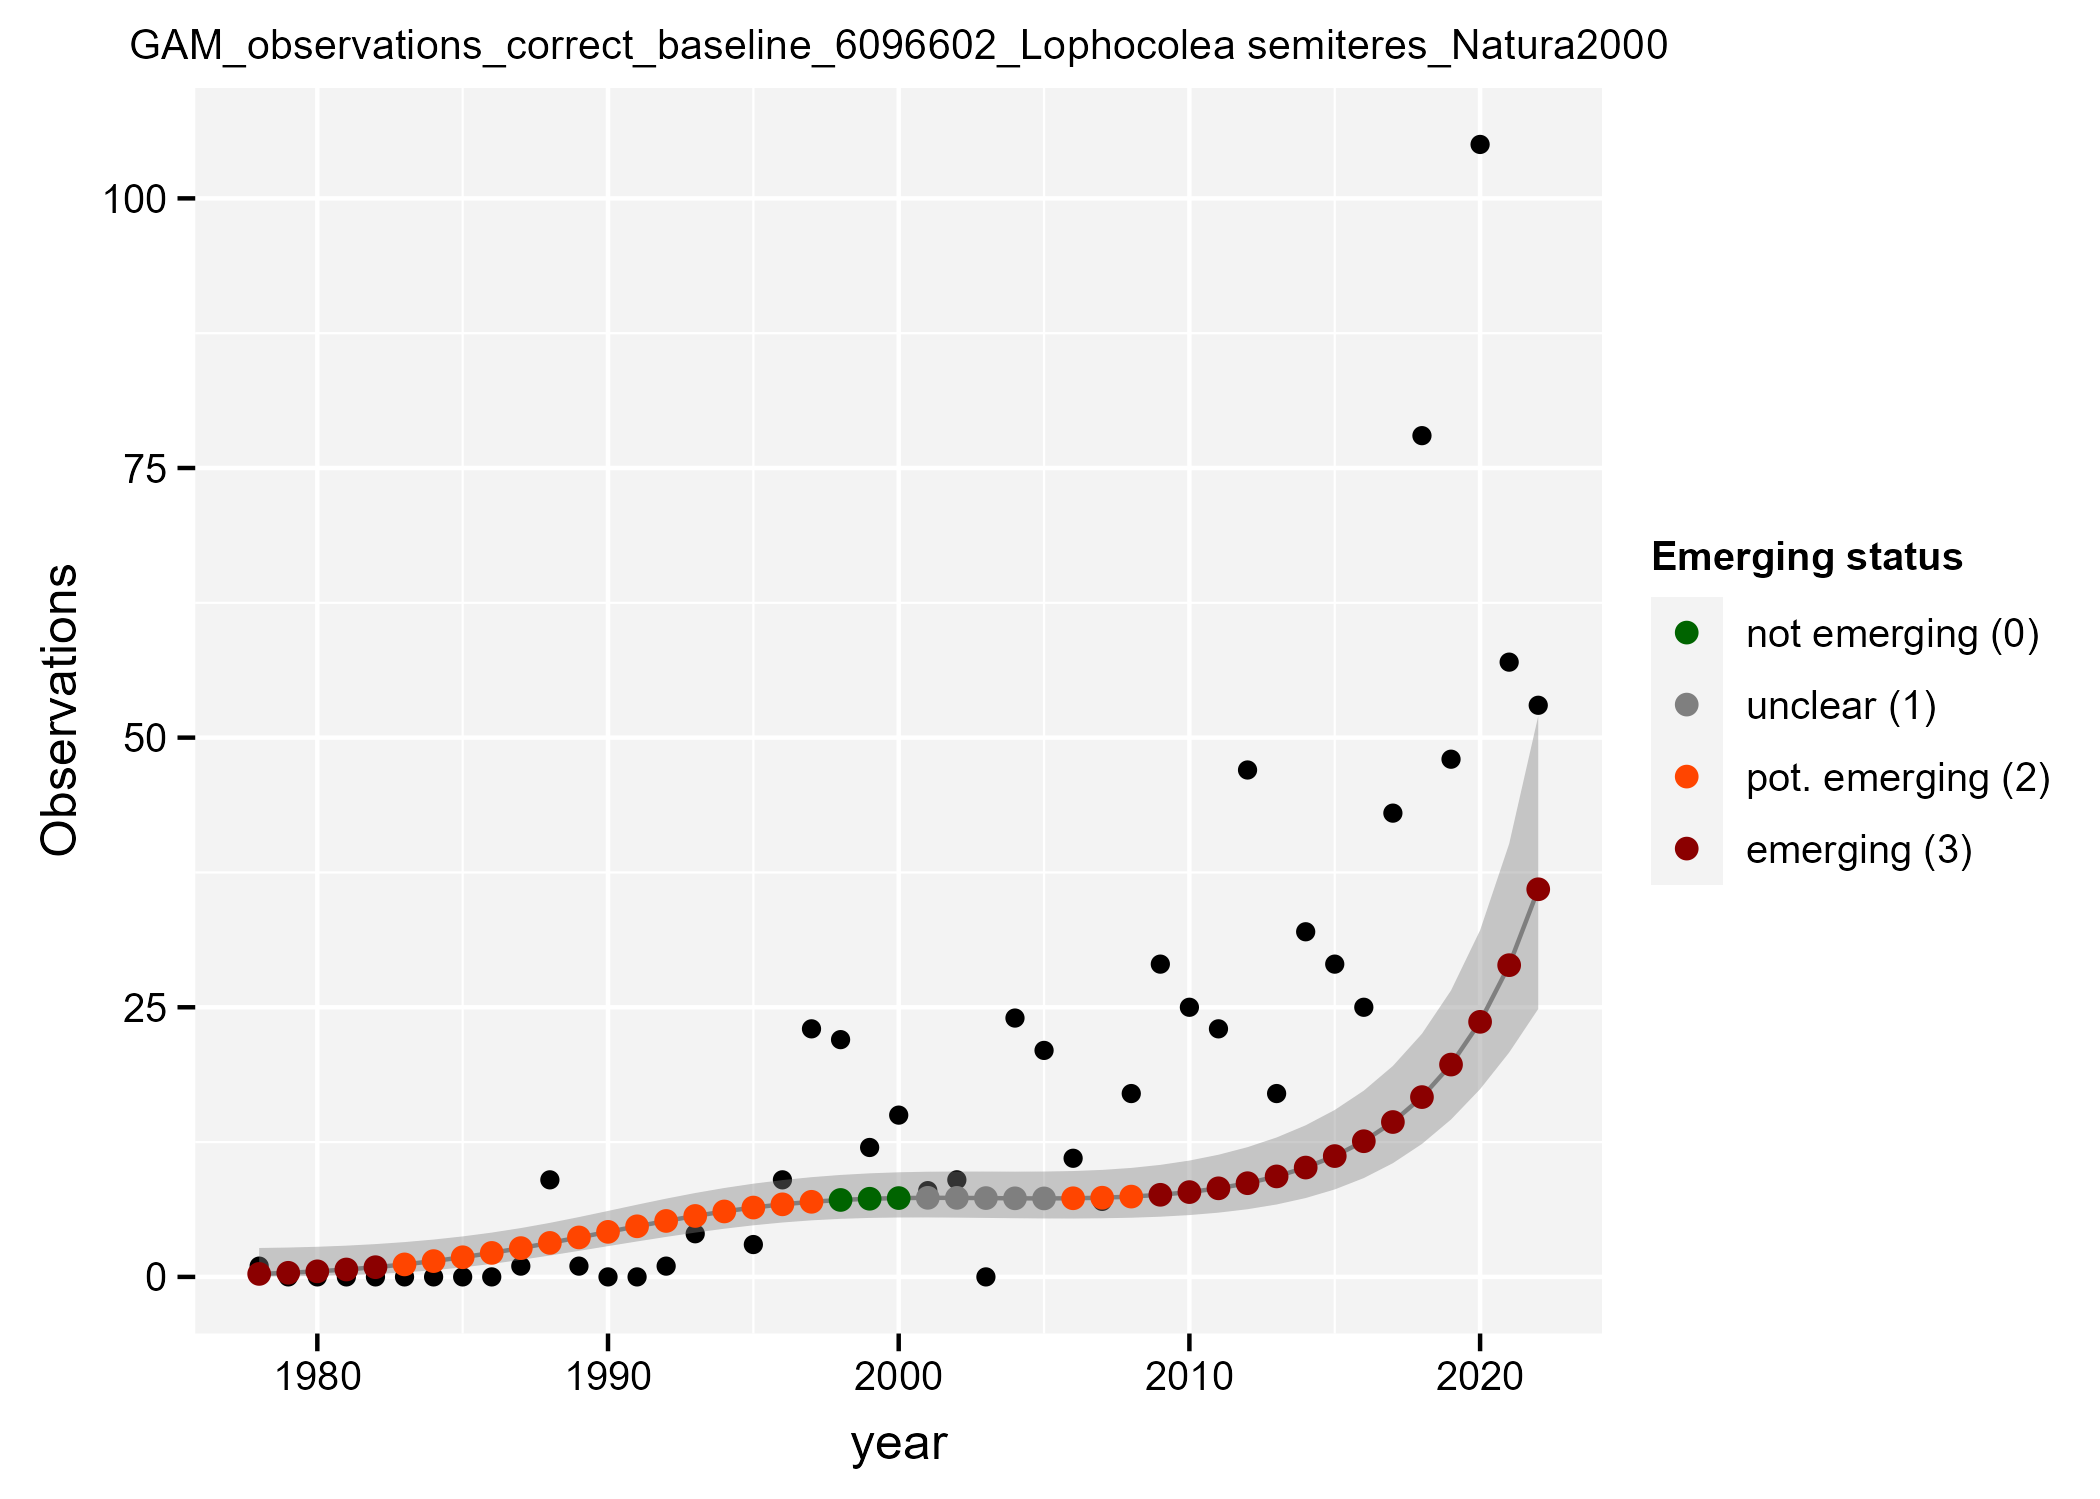 GAM_observations_correct_baseline_6096602_Lophocolea semiteres_Natura2000
Observations
100
75
50
25
0
1980 1990 2000 2010 2020
year
Emerging status
not emerging (0)
unclear (1)
pot. emerging (2)
emerging (3)